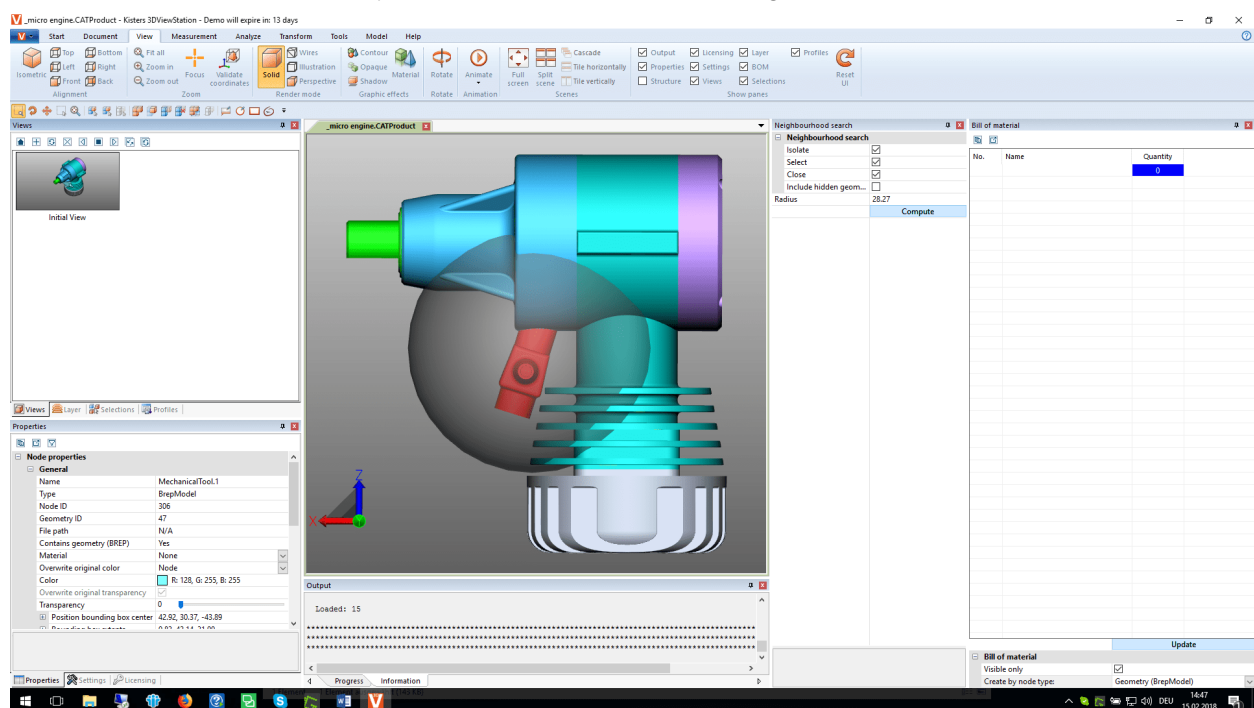 _micro engine.CATProduct - Kisters 3DViewStation - Demo will expire in: 13 days
Start Document View Measurement Analyze Transform Tools Model Help
Top Bottom Fit all Wires Contour Cascade Output Licensing Layer Profiles
Left Right Zoom in Illustration Opaque Tile horizontally Properties Settings BOM
Front Back Zoom out Perspective Shadow Tile vertically Structure Views Selections
Isometric Focus Validate coordinates Solid Material Rotate Animate Full screen Split scene Reset UI
Alignment Zoom Render mode Graphic effects Rotate Animation Scenes Show panes
Views
Initial View
Views Layer Selections Profiles
Properties
Node properties
General
Name MechanicalTool.1
Type BrepModel
Node ID 306
Geometry ID 47
File path N/A
Contains geometry (BREP) Yes
Material None
Overwrite original color Node
Color R: 128, G: 255, B: 255
Overwrite original transparency
Transparency 0
Position bounding box center 42.92, 30.37, -43.89
Properties Settings Licensing
_micro engine.CATProduct
Z
X
Output
Loaded: 15
Progress Information
Neighbourhood search
Neighbourhood search
Isolate
Select
Close
Include hidden geom...
Radius 28.27
Compute
Bill of material
No. Name Quantity
0
Update
Bill of material
Visible only
Create by node type: Geometry (BrepModel)
DEU
14:47
15.02.2018